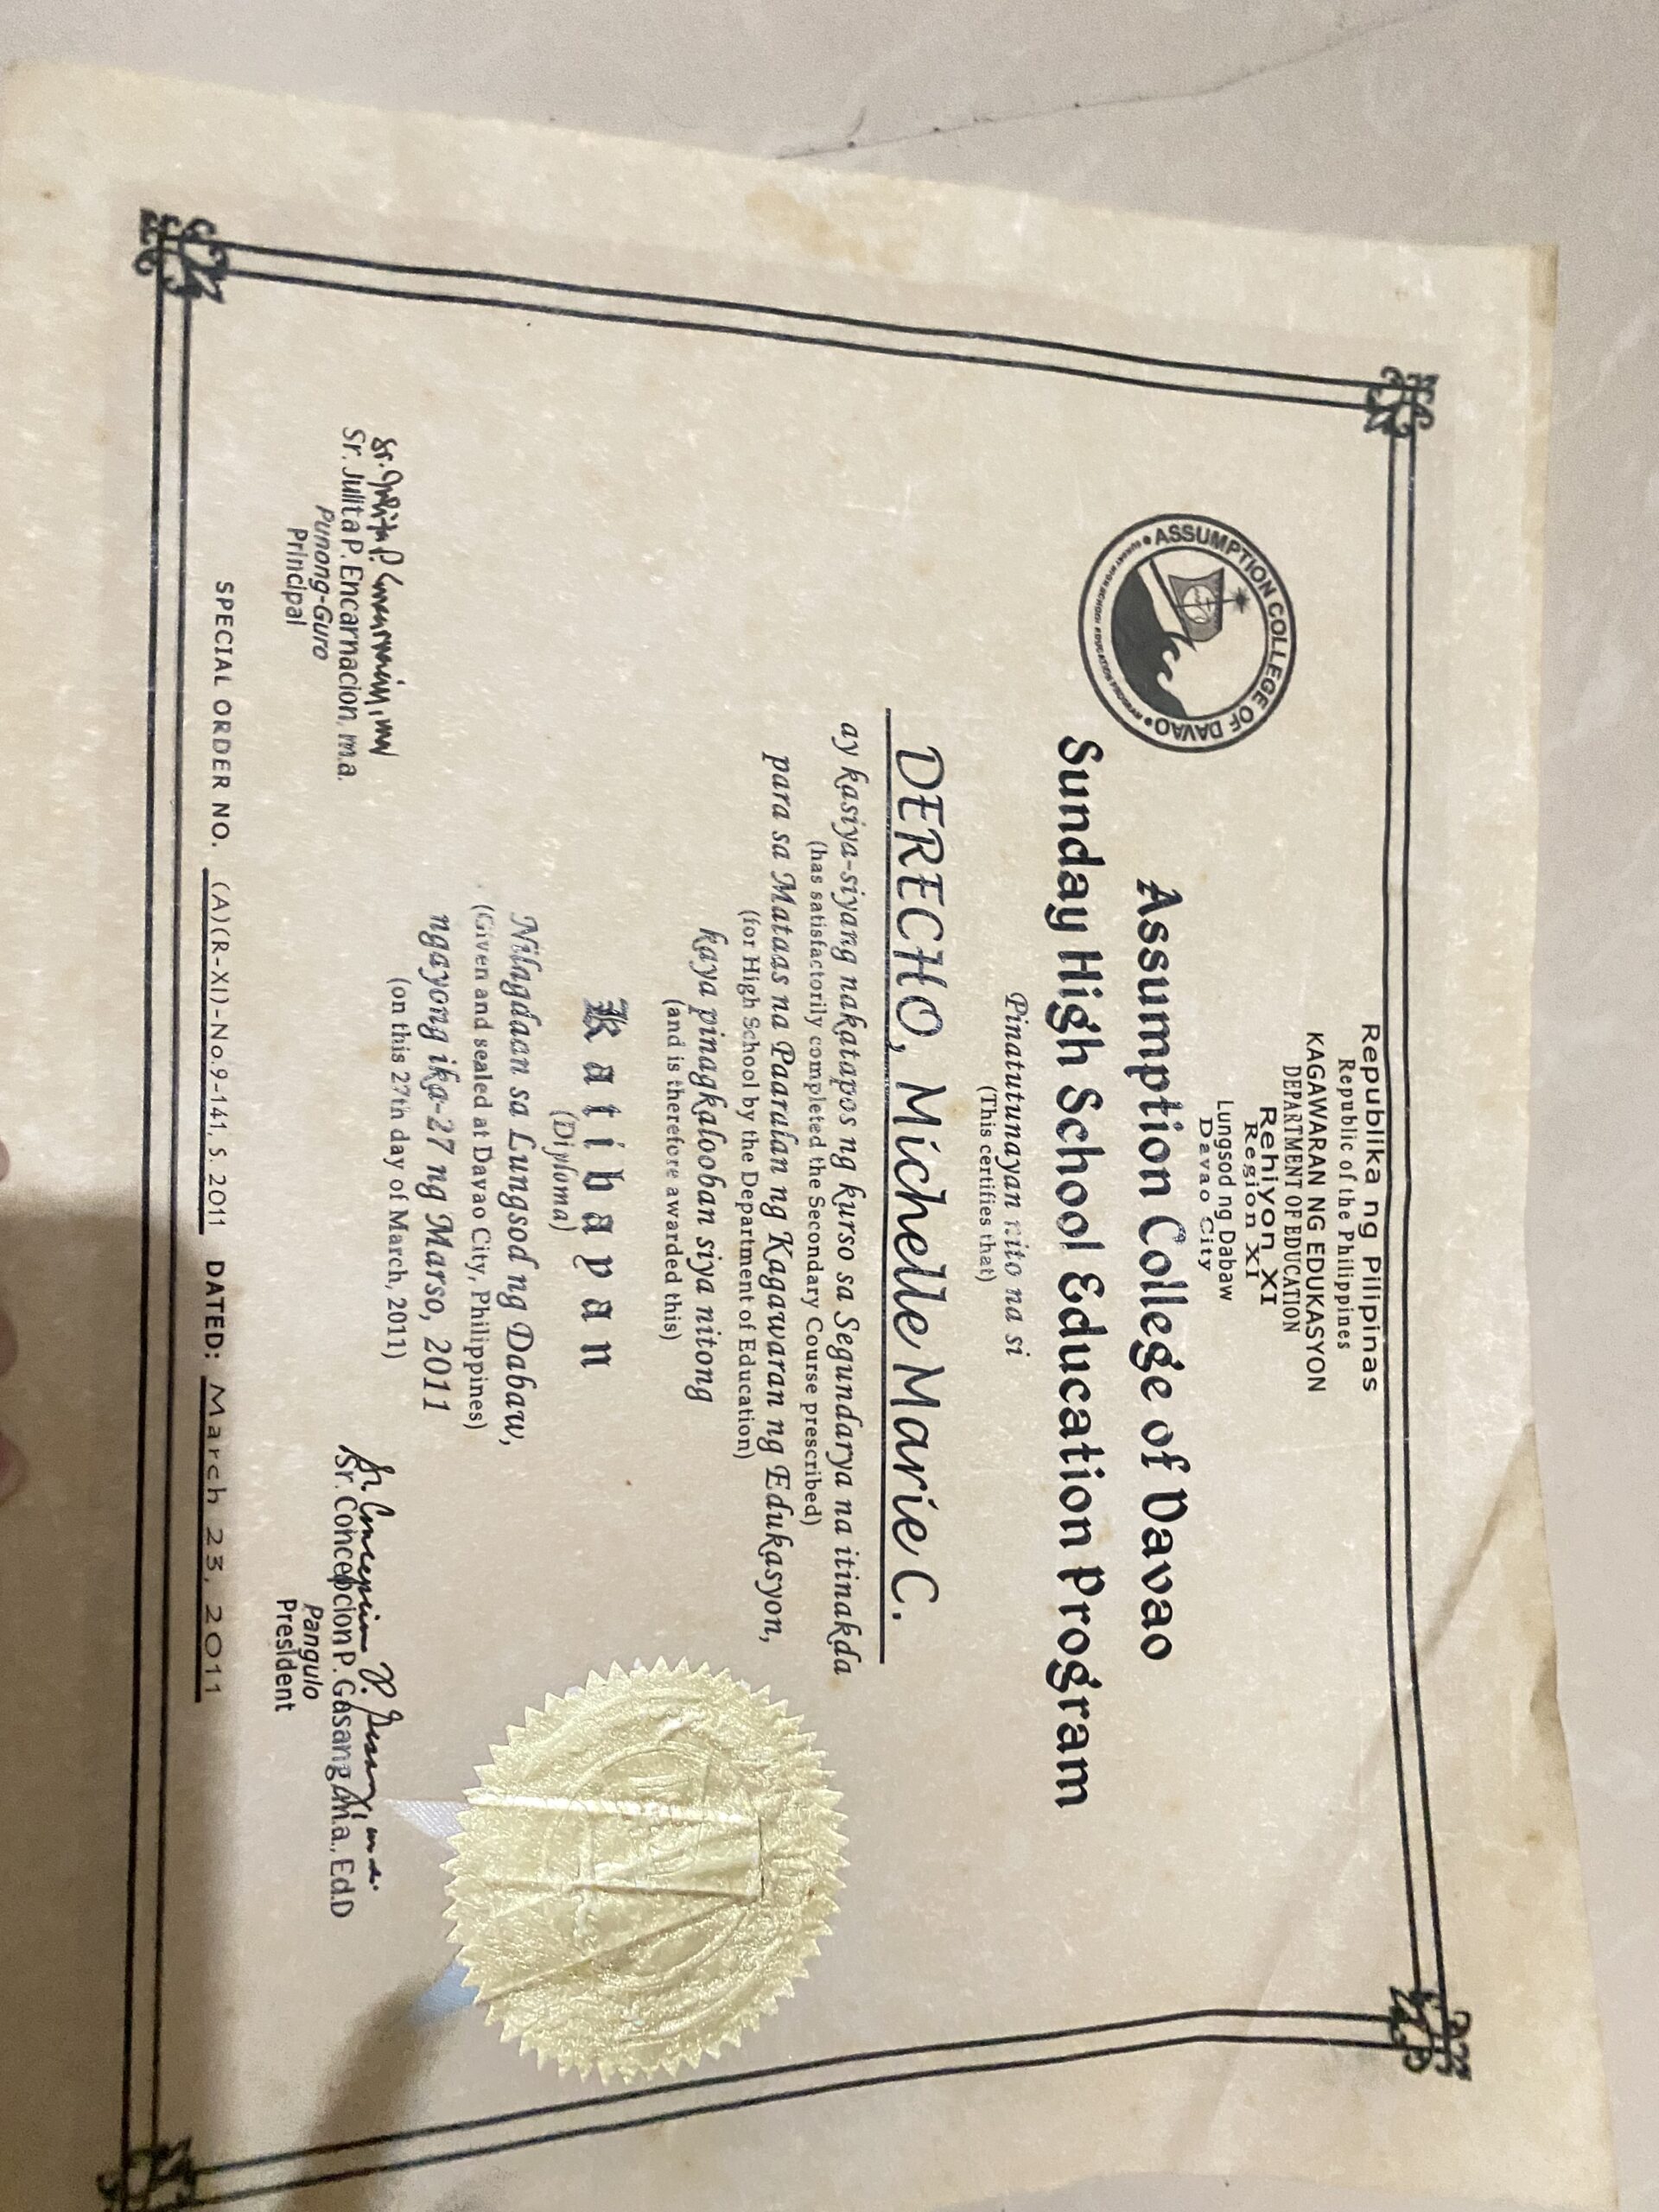 Republika ng Pilipinas
Republic of the Philippines
KAGAWARAN NG EDUKASYON
DEPARTMENT OF EDUCATION
Rehiyon XI
Region XI
Lungsod ng Dabaw
Davao City
ASSUMPTION COLLEGE OF DAVAO
Assumption College of Davao
Sunday High School Education Program
Pinatutunayan nito na si
(This certifies that)
DERECHO, Michelle Marie C.
ay kasiya-siyang nakatapos ng kurso sa Segundarya na itinakda
(has satisfactorily completed the Secondary Course prescribed)
para sa Mataas na Paaralan ng Kagawaran ng Edukasyon,
(for High School by the Department of Education)
kaya pinagkalooban siya nitong
(and is therefore awarded this)
Katibayan
(Diploma)
Nilagdaan sa Lungsod ng Dabaw,
(Given and sealed at Davao City, Philippines)
ngayong ika-27 ng Marso, 2011
(on this 27th day of March, 2011)
Sr. Julita P. Encarnacion, m.a.
Sr. Julita P. Encarnacion, m.a.
Punong-Guro
Principal
Sr. Concepcion P. Gasang, m.a.
Sr. Concepcion P. Gasang, m.a., Ed.D
Pangulo
President
SPECIAL ORDER NO. (A)(R-XI)-No.9-141, S. 2011 DATED: March 23, 2011